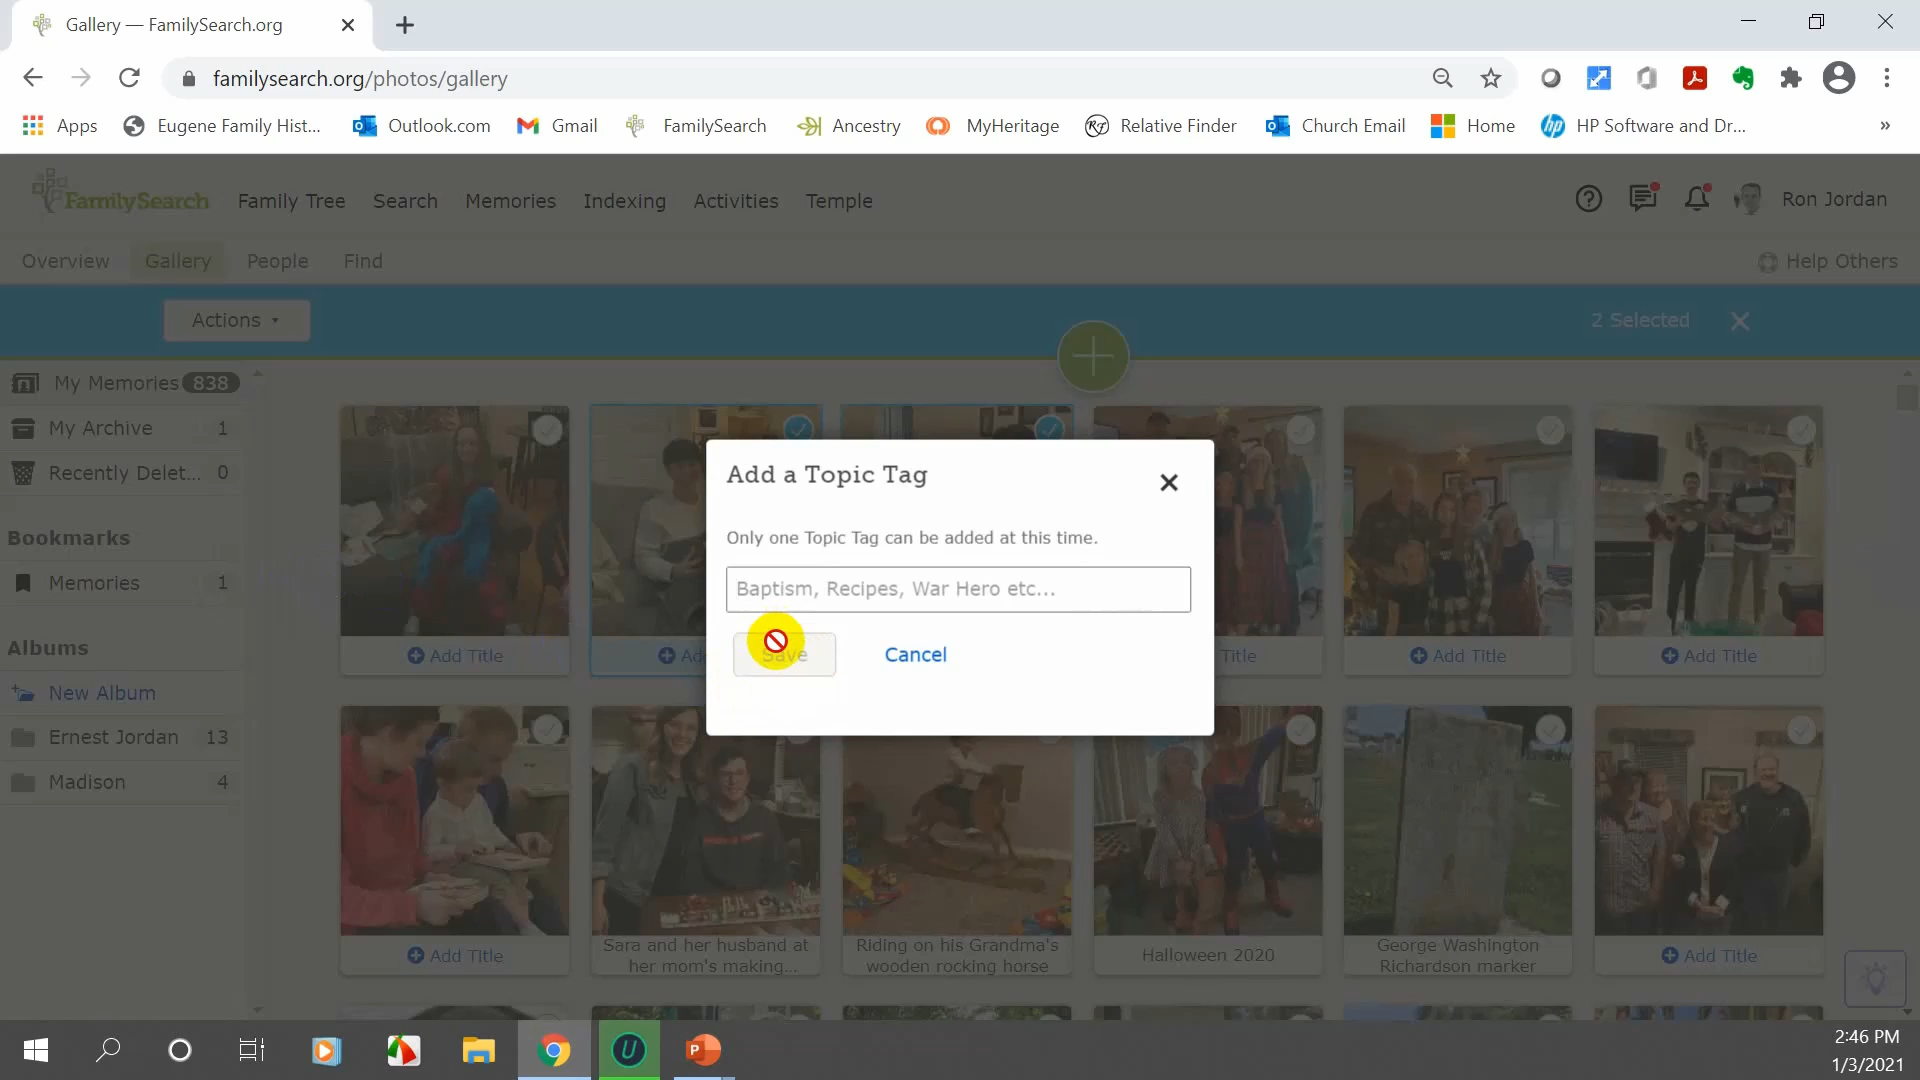 Gallery — FamilySearch.org
familysearch.org/photos/gallery
Apps Eugene Family Hist... Outlook.com Gmail FamilySearch Ancestry MyHeritage Relative Finder Church Email Home HP Software and Dr... »
FamilySearch Family Tree Search Memories Indexing Activities Temple Ron Jordan
Overview Gallery People Find Help Others
Actions 2 Selected
My Memories 838
My Archive 1
Recently Delet... 0
Bookmarks
Memories 1
Albums
New Album
Ernest Jordan 13
Madison 4
Add a Topic Tag
Only one Topic Tag can be added at this time.
Baptism, Recipes, War Hero etc...
Save Cancel
Add Title Title Add Title Add Title
Add Title
Sara and her husband at
her mom's making...
Riding on his Grandma's
wooden rocking horse
Halloween 2020
George Washington
Richardson marker
Add Title
2:46 PM
1/3/2021